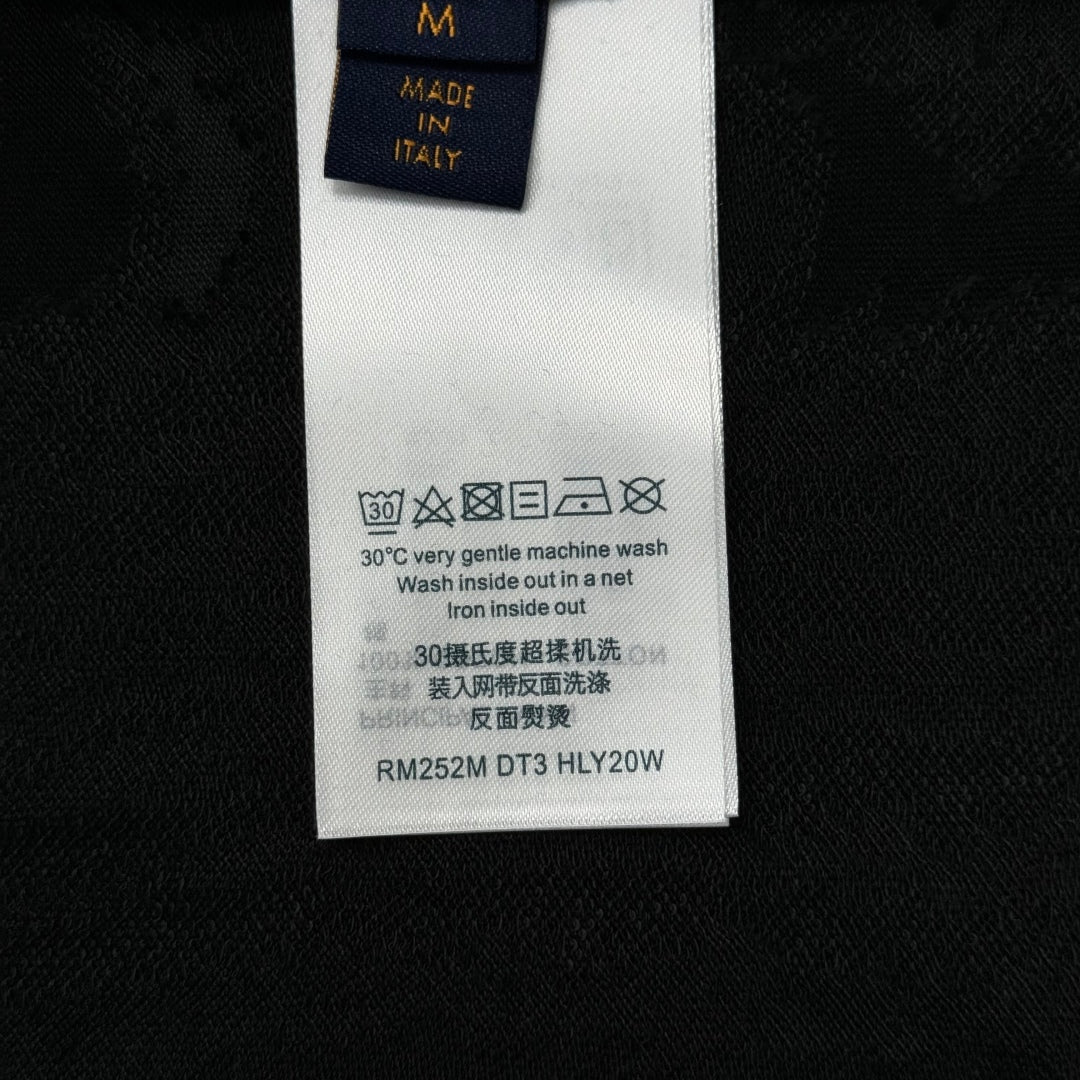 M
MADE
IN
ITALY
30
30°C very gentle machine wash
Wash inside out in a net
Iron inside out
30摄氏度超揉机洗
装入网带反面洗涤
反面熨烫
RM252M DT3 HLY20W